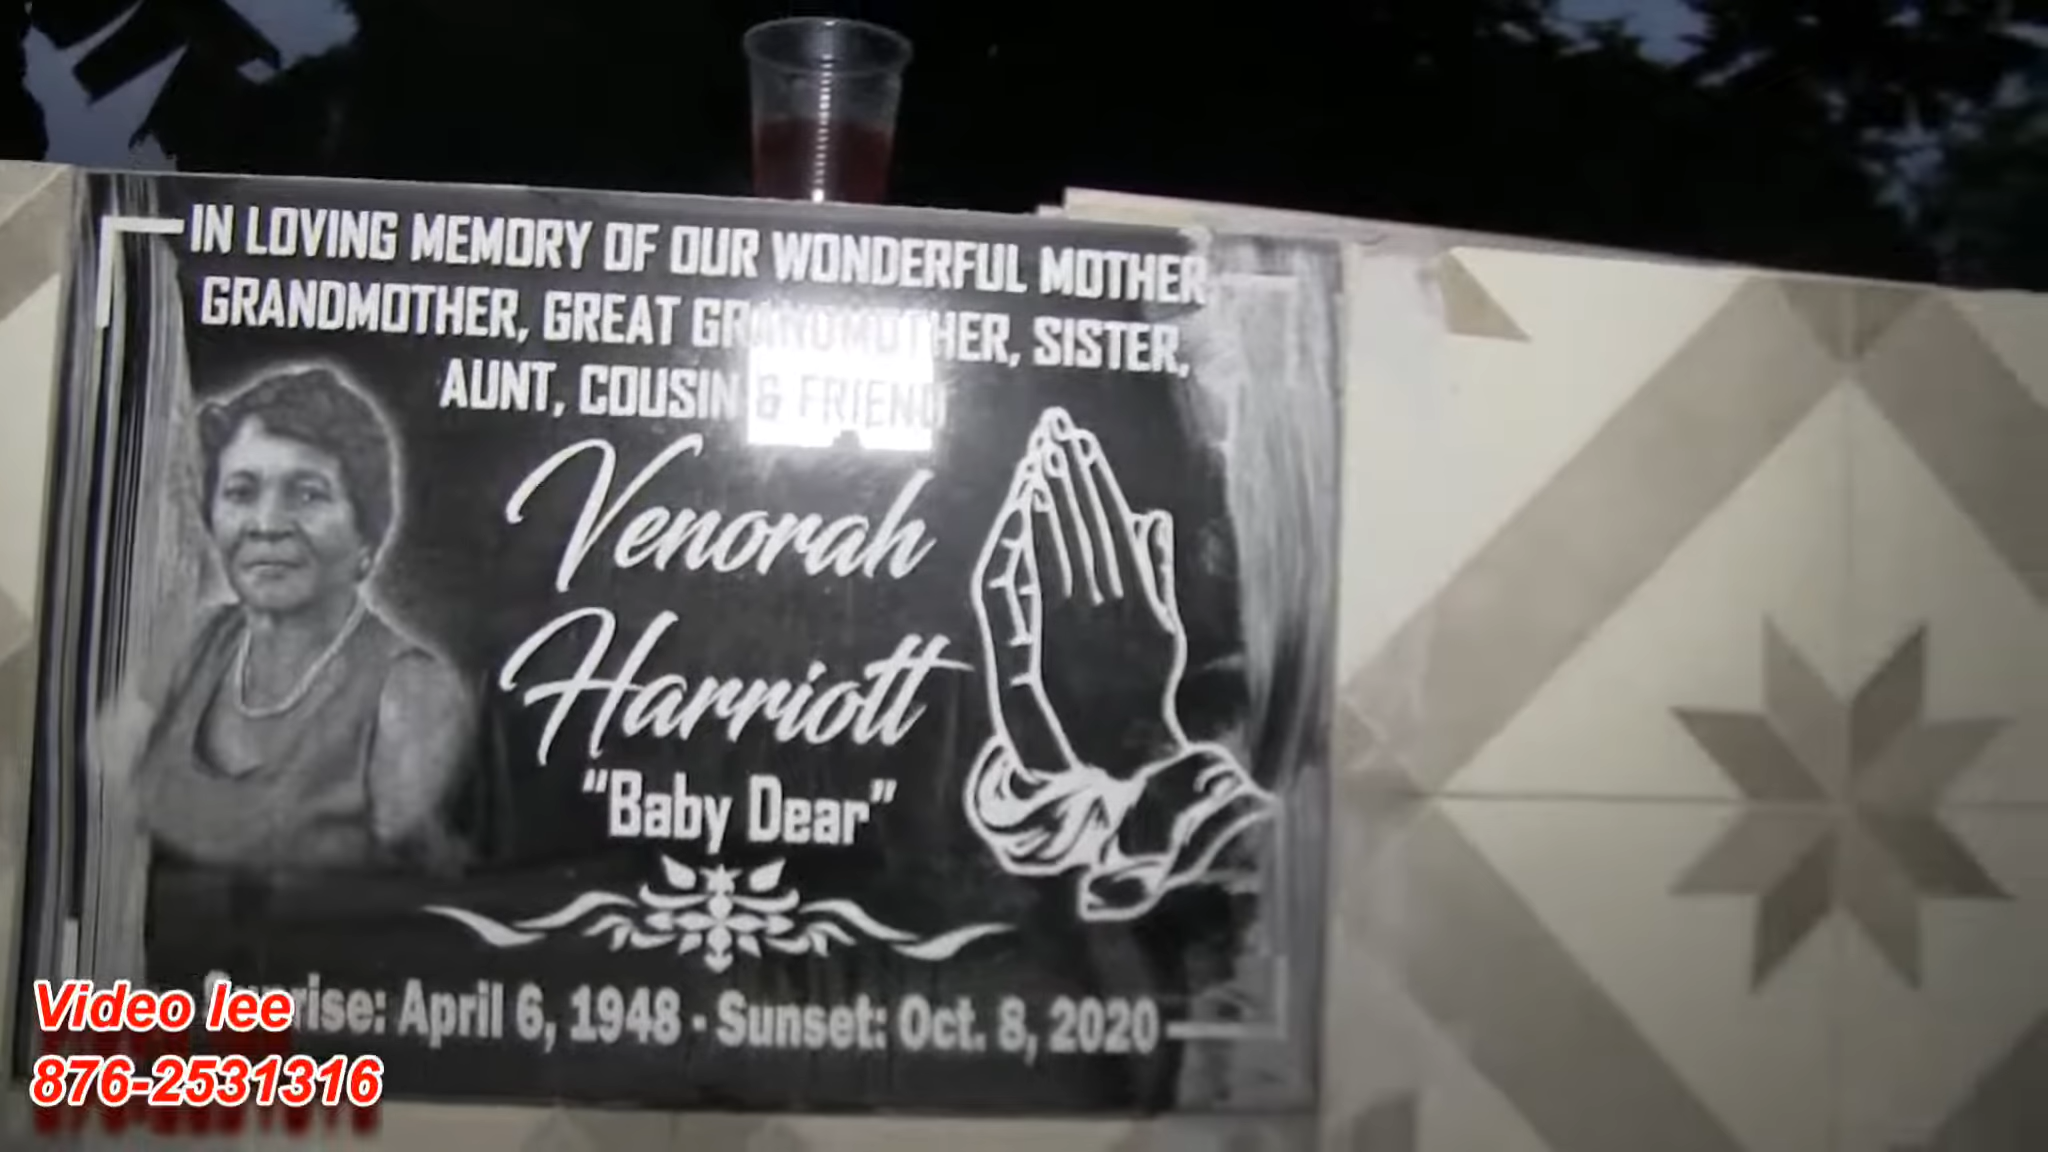 IN LOVING MEMORY OF OUR WONDERFUL MOTHER
GRANDMOTHER, GREAT GRANDMOTHER, SISTER,
AUNT, COUSIN & FRIEND
Venorah
Harriott
"Baby Dear"
Sunrise: April 6, 1948 - Sunset: Oct. 8, 2020
Video lee
876-2531316